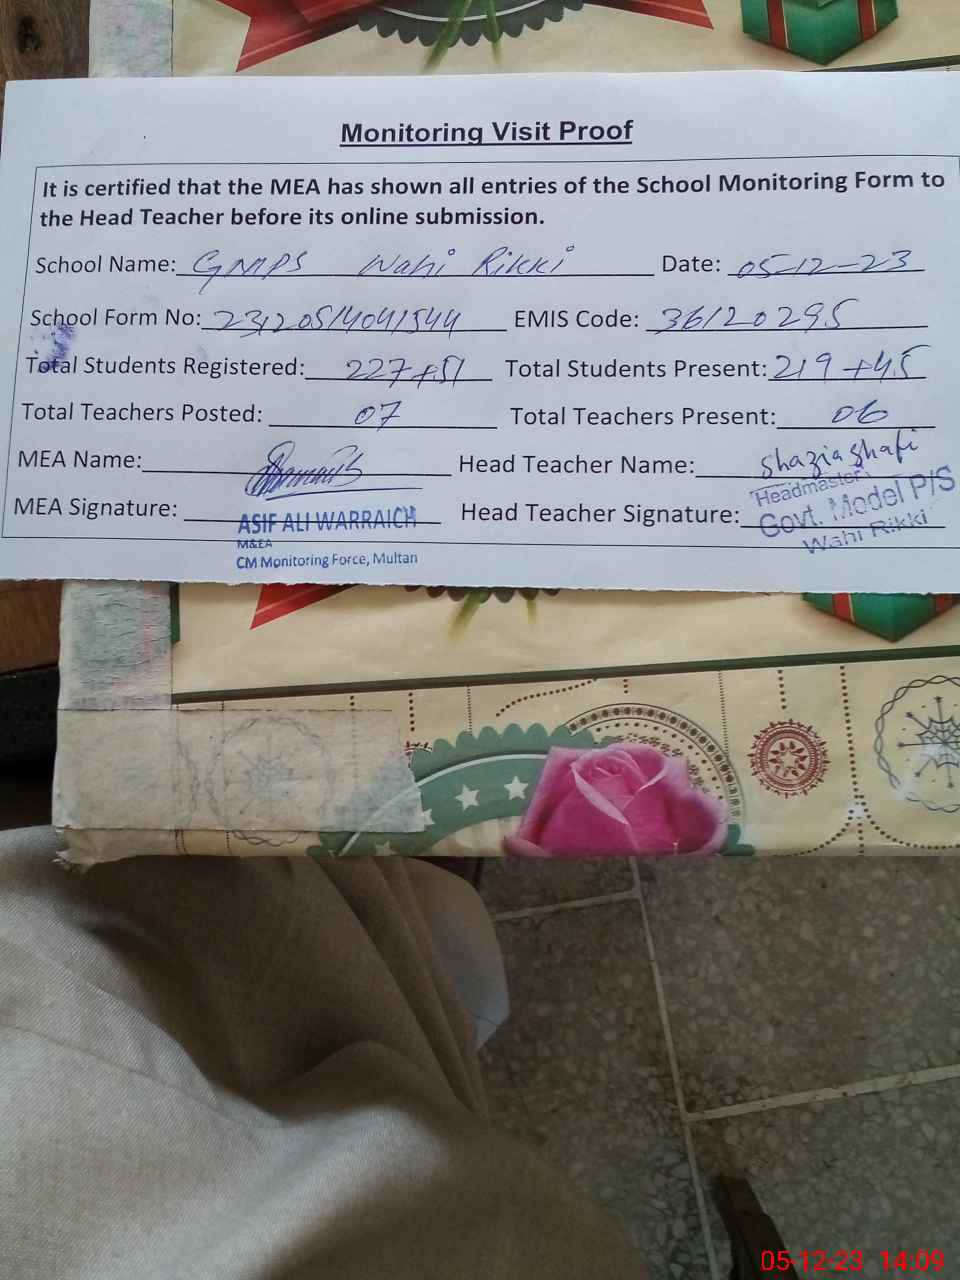 Monitoring Visit Proof
It is certified that the MEA has shown all entries of the School Monitoring Form to
the Head Teacher before its online submission.
School Name: GMPS Wahi Rikki Date: 05-12-23
School Form No: 231205140411544 EMIS Code: 36120295
Total Students Registered: 227+51 Total Students Present: 219+45
Total Teachers Posted: 07 Total Teachers Present: 06
MEA Name: Head Teacher Name: shazia shafi
MEA Signature: Head Teacher Signature:
ASIF ALI WARRAICH
M&EA
CM Monitoring Force, Multan
Headmaster
Govt. Model P/S
Wahi Rikki
05-12-23 14:09